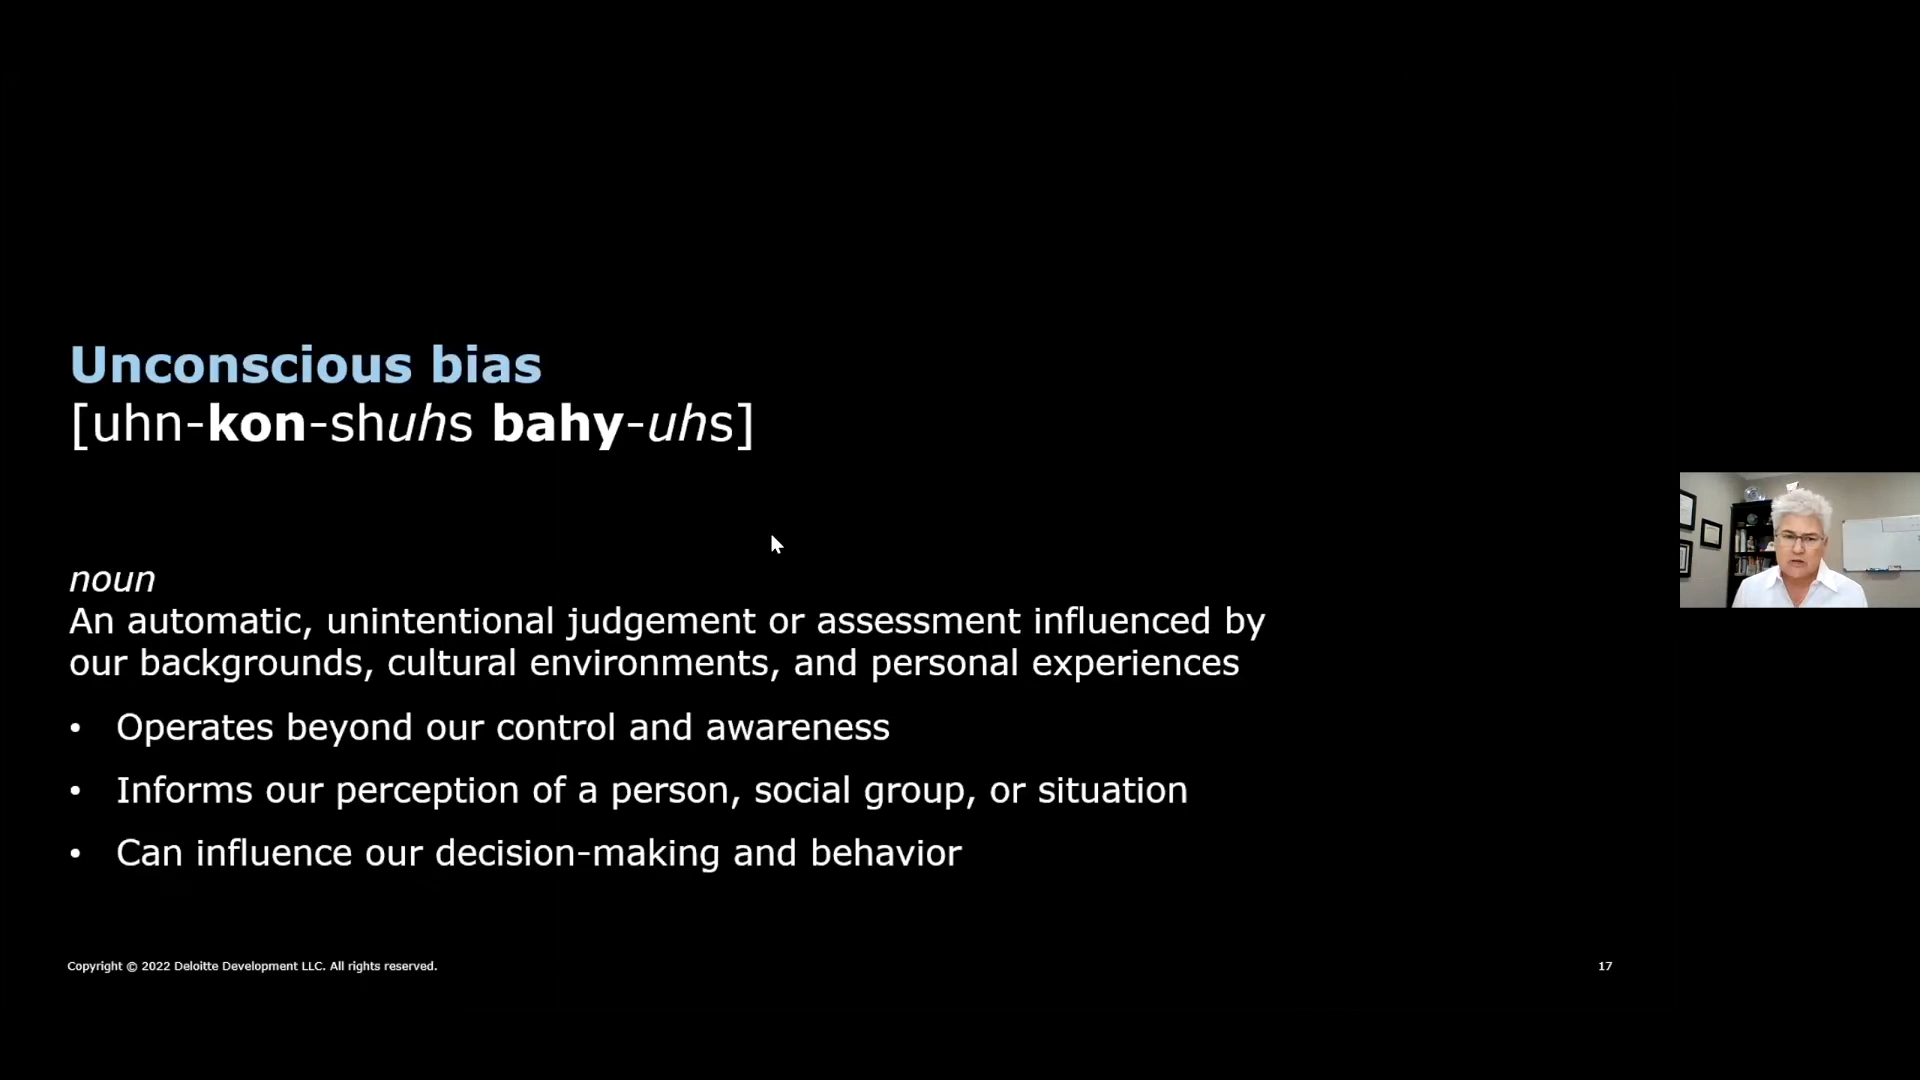 Unconscious bias
[uhn-kon-shuhs bahy-uhs]
noun
An automatic, unintentional judgement or assessment influenced by
our backgrounds, cultural environments, and personal experiences
• Operates beyond our control and awareness
• Informs our perception of a person, social group, or situation
• Can influence our decision-making and behavior
Copyright © 2022 Deloitte Development LLC. All rights reserved.
17